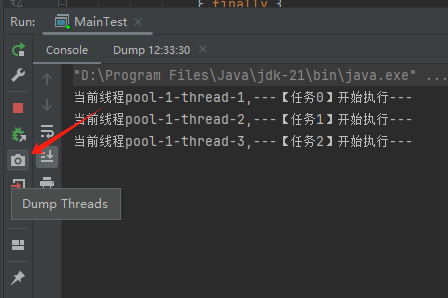 34
} finally {
Run: MainTest
Console Dump 12:33:30
"D:\Program Files\Java\jdk-21\bin\java.exe" ...
当前线程pool-1-thread-1,---【任务0】开始执行---
当前线程pool-1-thread-2,---【任务1】开始执行---
当前线程pool-1-thread-3,---【任务2】开始执行---
Dump Threads